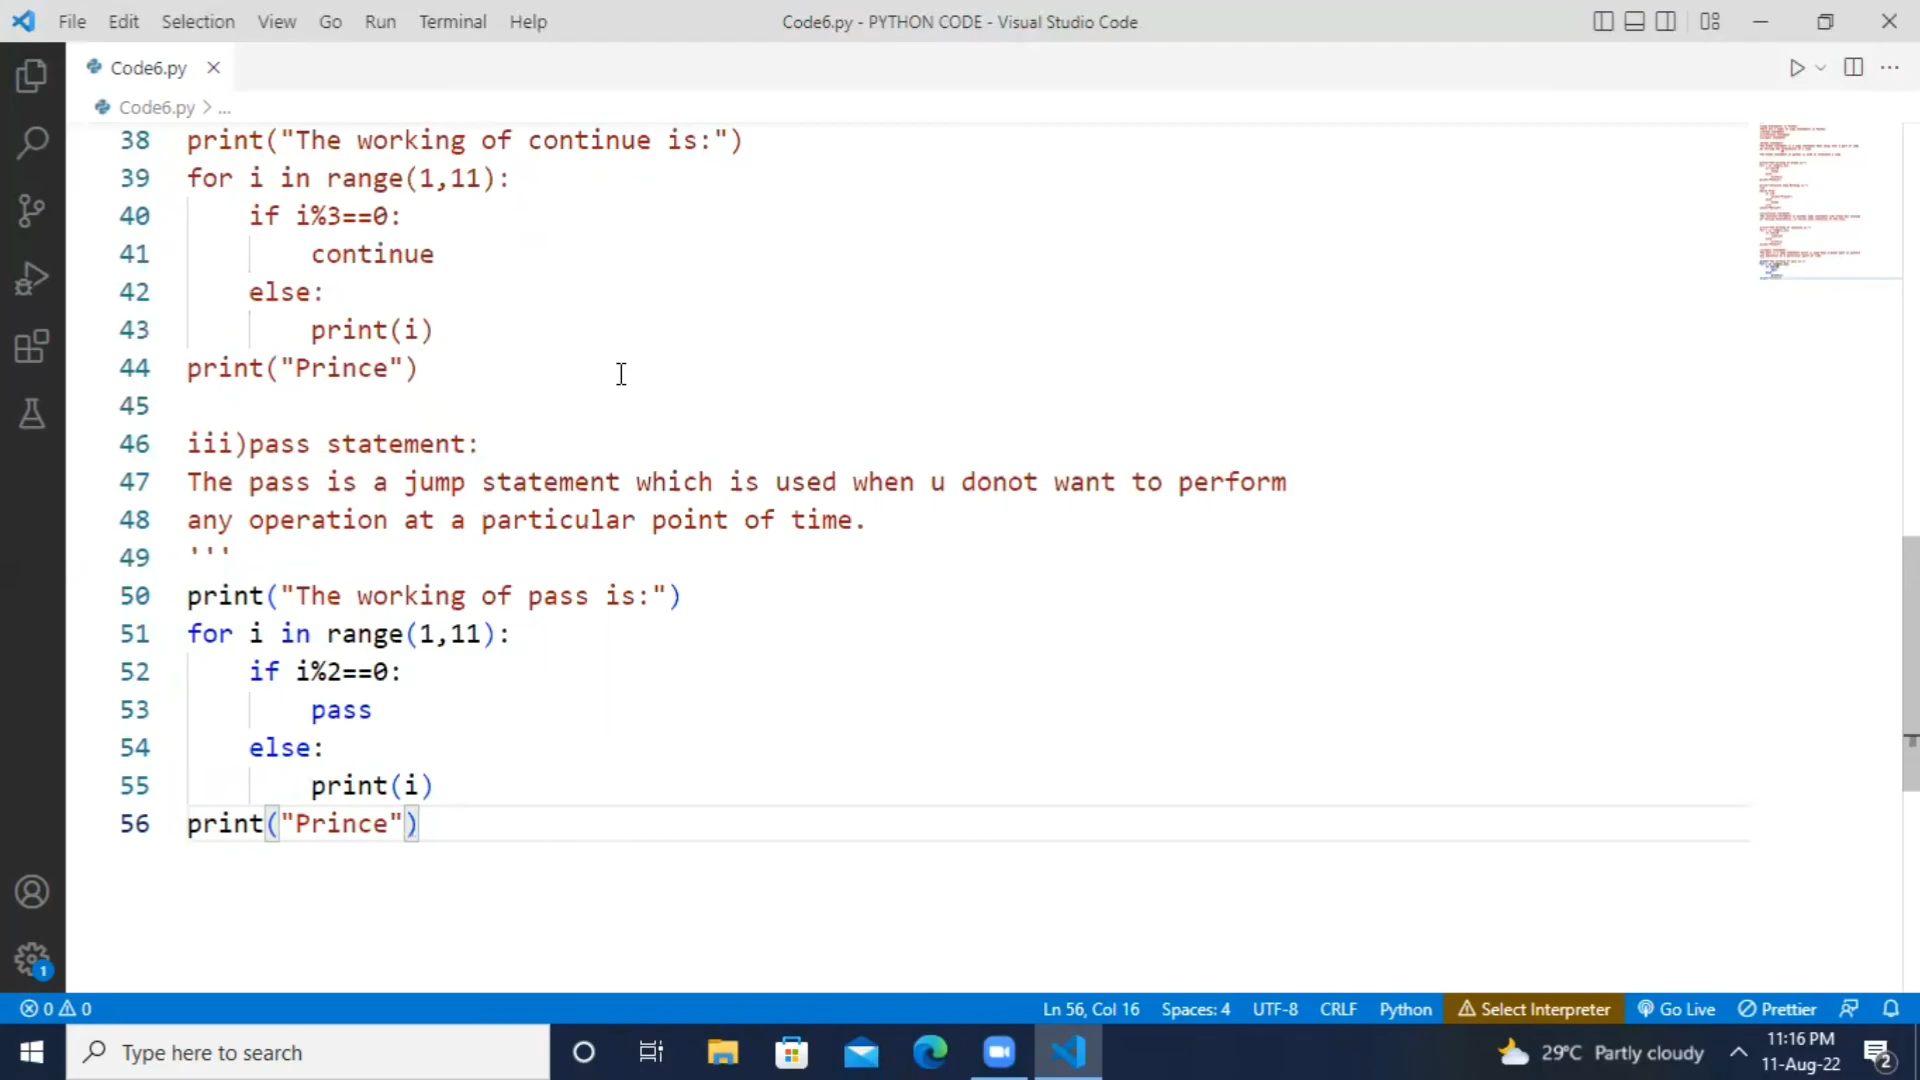 File Edit Selection View Go Run Terminal Help Code6.py - PYTHON CODE - Visual Studio Code
Code6.py
Code6.py > ...
38 print("The working of continue is:")
39 for i in range(1,11):
40 if i%3==0:
41 continue
42 else:
43 print(i)
44 print("Prince")
45
46 iii)pass statement:
47 The pass is a jump statement which is used when u donot want to perform
48 any operation at a particular point of time.
49 '''
50 print("The working of pass is:")
51 for i in range(1,11):
52 if i%2==0:
53 pass
54 else:
55 print(i)
56 print("Prince")
1
0 0 Ln 56, Col 16 Spaces: 4 UTF-8 CRLF Python Select Interpreter Go Live Prettier
Type here to search 29°C Partly cloudy 11:16 PM
11-Aug-22 2